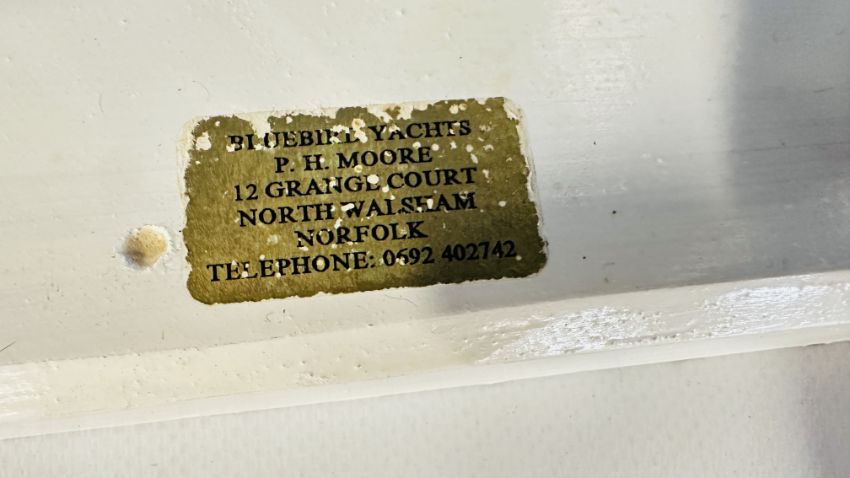 BLUEBIRD YACHTS
P. H. MOORE
12 GRANGE COURT
NORTH WALSHAM
NORFOLK
TELEPHONE: 0692 402742